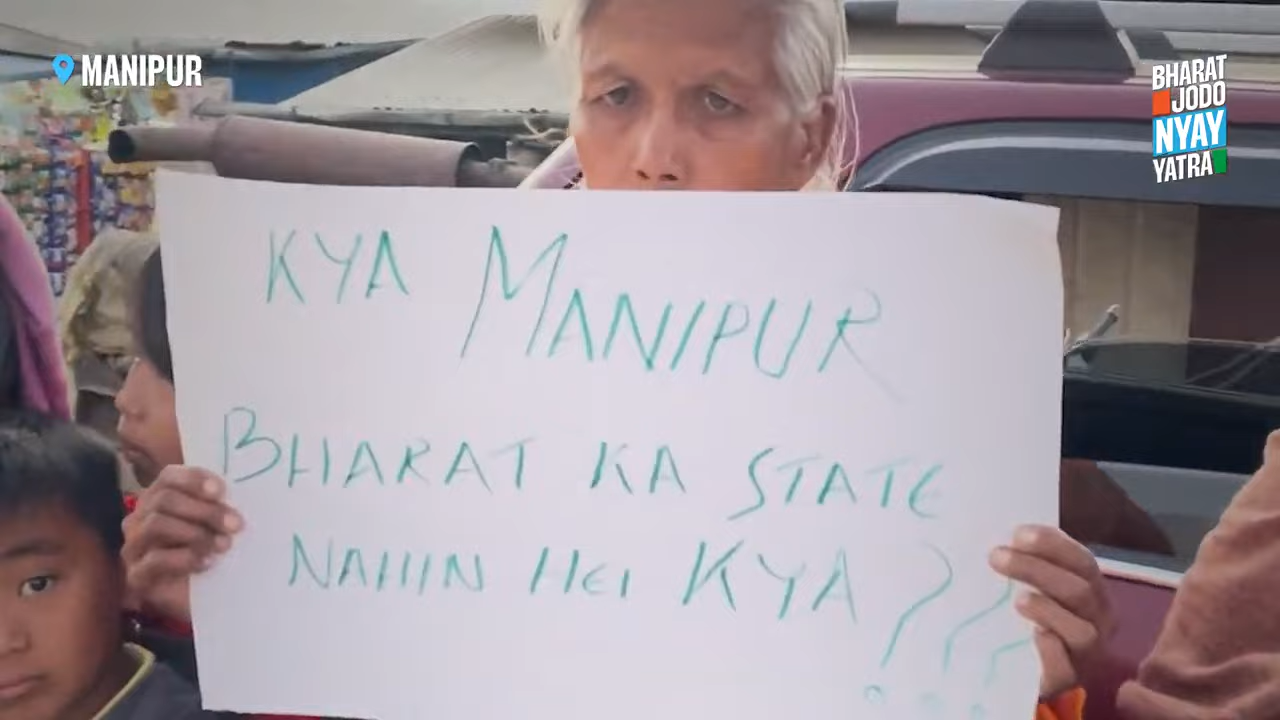 MANIPUR
BHARAT
JODO
NYAY
YATRA
KYA MANIPUR
BHARAT KA STATE
NAHIN HEI KYA???